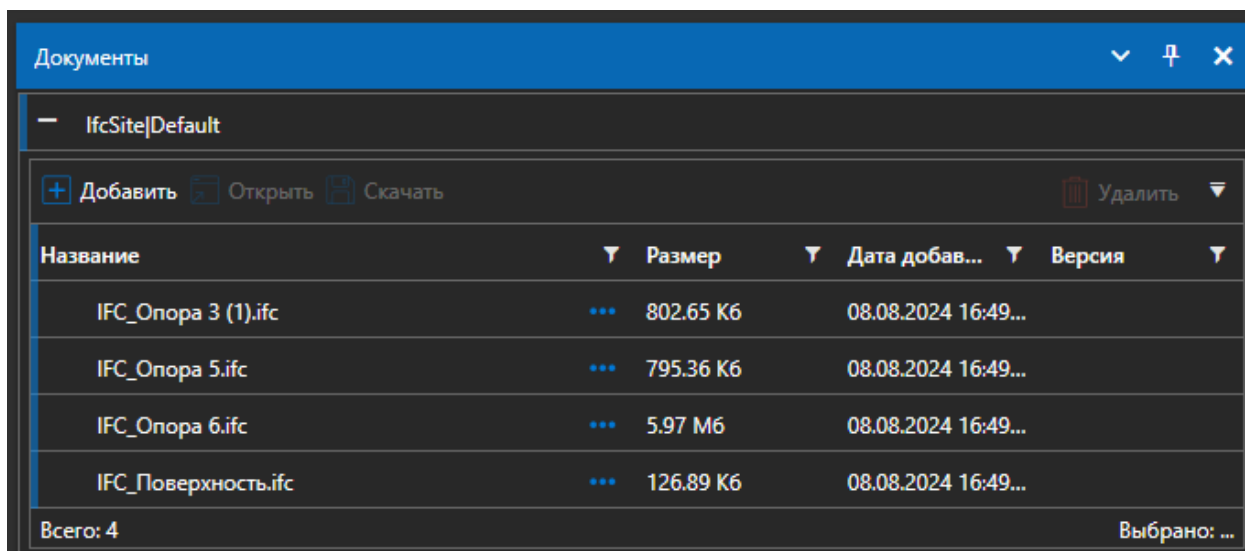 Документы
IfcSite|Default
Добавить Открыть Скачать Удалить
Название Размер Дата добав... Версия
IFC_Опора 3 (1).ifc ••• 802.65 Кб 08.08.2024 16:49...
IFC_Опора 5.ifc ••• 795.36 Кб 08.08.2024 16:49...
IFC_Опора 6.ifc ••• 5.97 Мб 08.08.2024 16:49...
IFC_Поверхность.ifc ••• 126.89 Кб 08.08.2024 16:49...
Всего: 4 Выбрано: ...